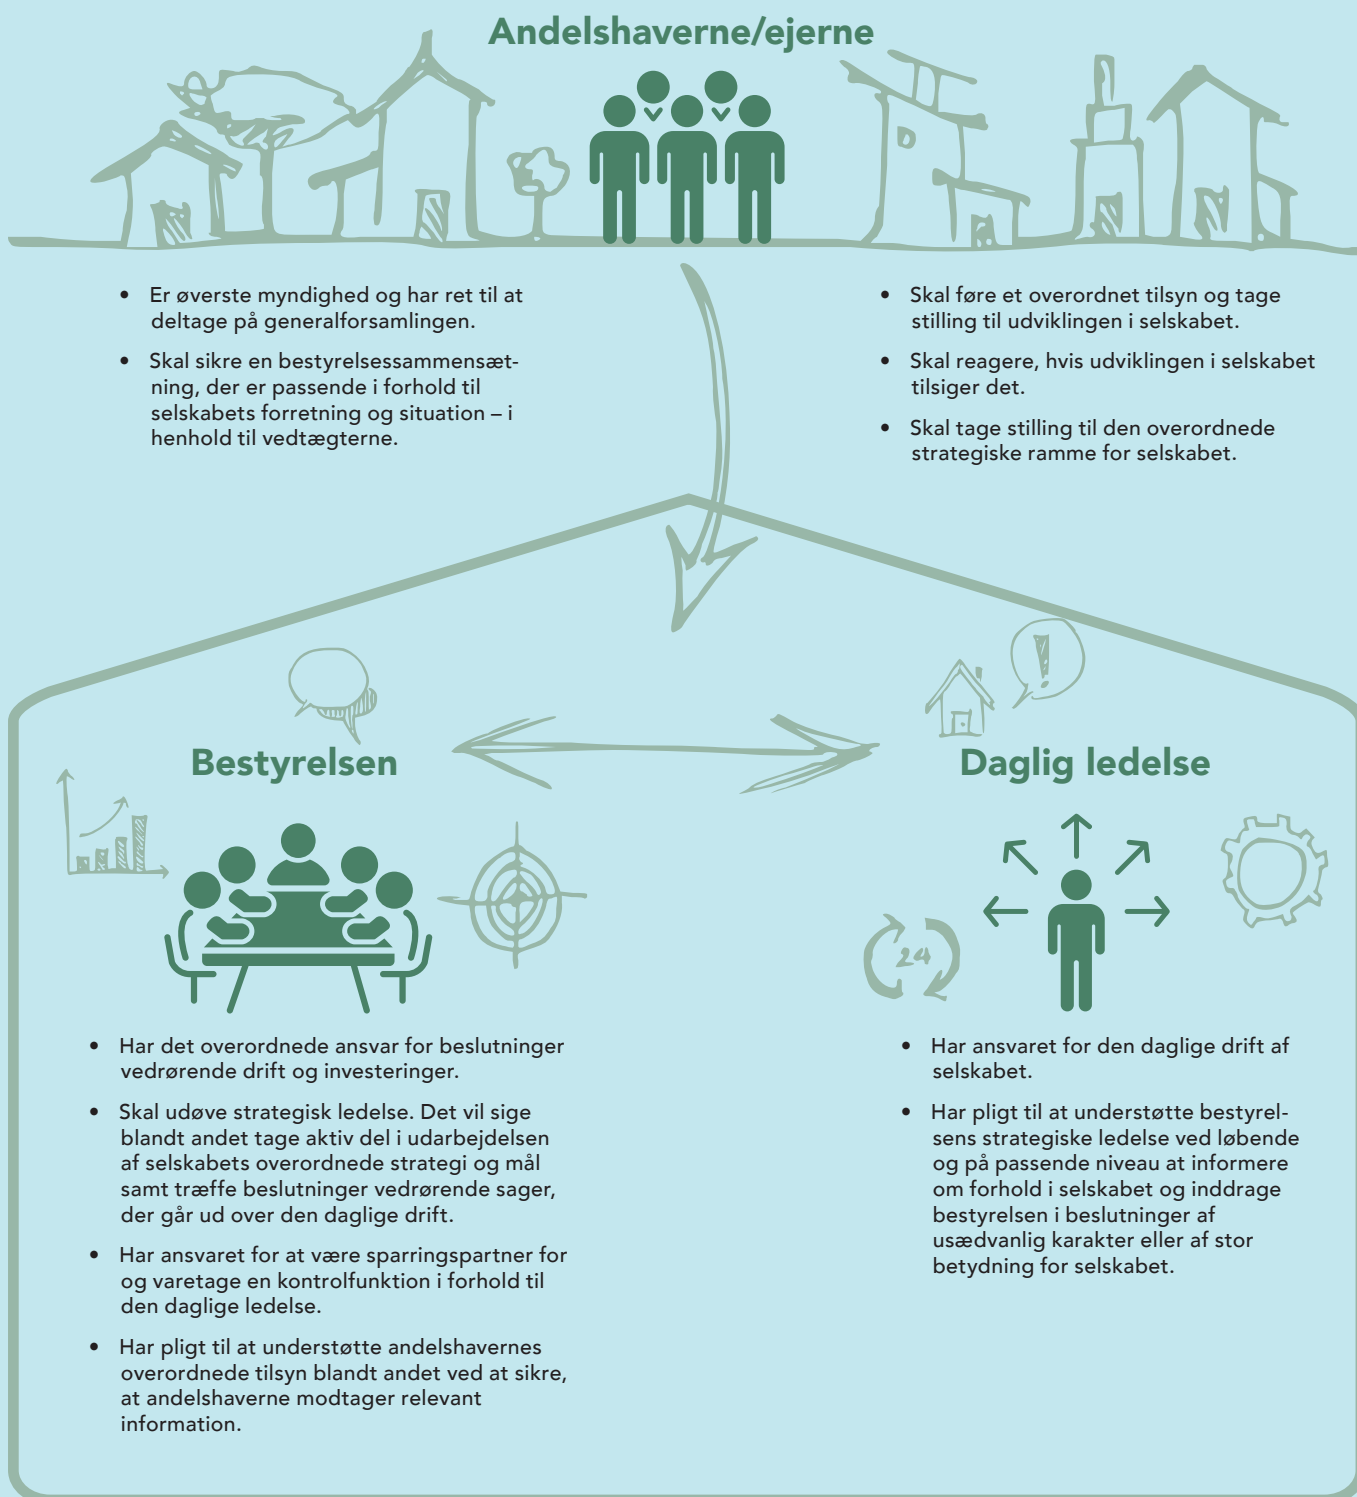 Andelshaverne/ejerne
• Er øverste myndighed og har ret til at
deltage på generalforsamlingen.
• Skal sikre en bestyrelsessammensæt-
ning, der er passende i forhold til
selskabets forretning og situation – i
henhold til vedtægterne.
• Skal føre et overordnet tilsyn og tage
stilling til udviklingen i selskabet.
• Skal reagere, hvis udviklingen i selskabet
tilsiger det.
• Skal tage stilling til den overordnede
strategiske ramme for selskabet.
Bestyrelsen
• Har det overordnede ansvar for beslutninger
vedrørende drift og investeringer.
• Skal udøve strategisk ledelse. Det vil sige
blandt andet tage aktiv del i udarbejdelsen
af selskabets overordnede strategi og mål
samt træffe beslutninger vedrørende sager,
der går ud over den daglige drift.
• Har ansvaret for at være sparringspartner for
og varetage en kontrolfunktion i forhold til
den daglige ledelse.
• Har pligt til at understøtte andelshavernes
overordnede tilsyn blandt andet ved at sikre,
at andelshaverne modtager relevant
information.
Daglig ledelse
24
• Har ansvaret for den daglige drift af
selskabet.
• Har pligt til at understøtte bestyrel-
sens strategiske ledelse ved løbende
og på passende niveau at informere
om forhold i selskabet og inddrage
bestyrelsen i beslutninger af
usædvanlig karakter eller af stor
betydning for selskabet.